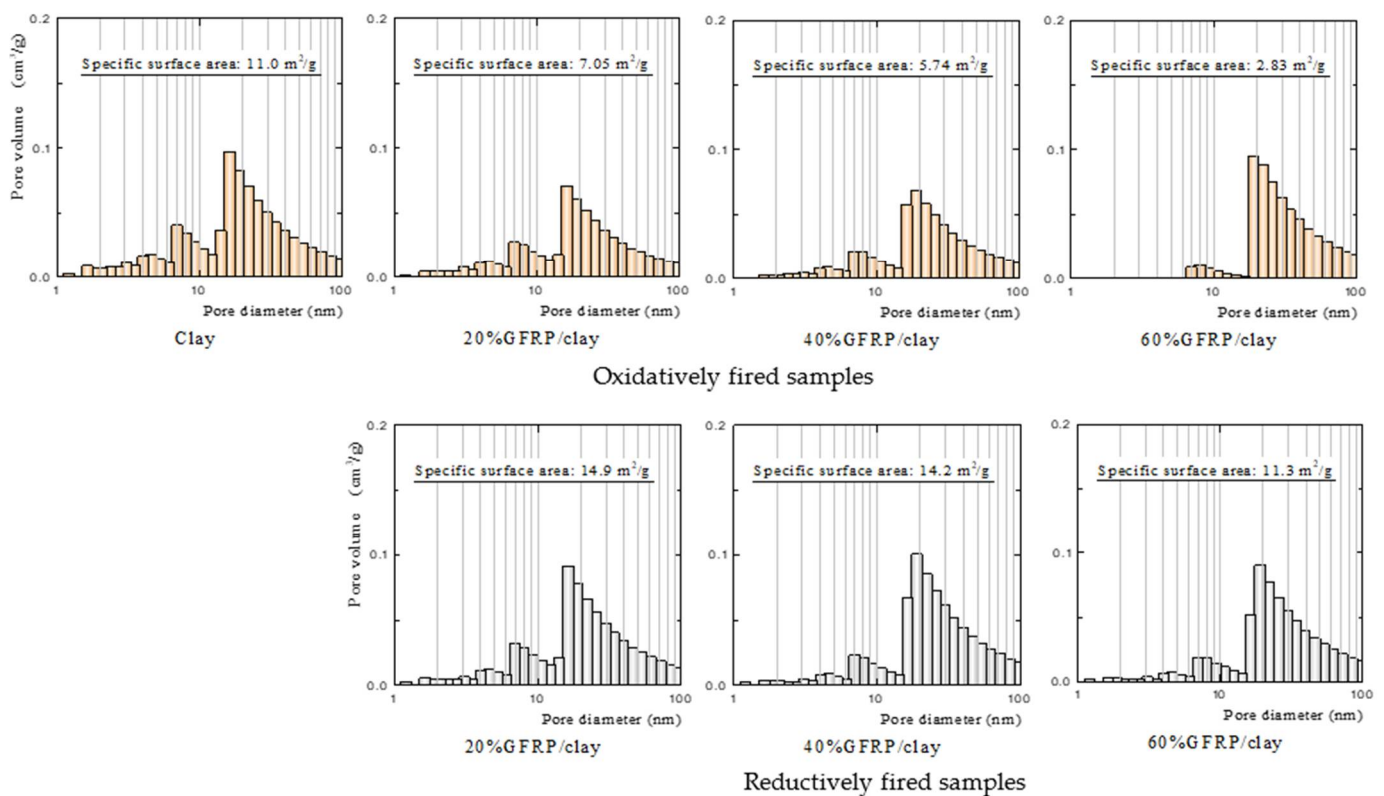 0.2
0.1
0.0
Pore volume (cm³/g)
Specific surface area: 11.0 m²/g
1 10 100
Pore diameter (nm)
Clay
0.2
0.1
0.0
Specific surface area: 7.05 m²/g
1 10 100
Pore diameter (nm)
20%GFRP/clay
0.2
0.1
0.0
Specific surface area: 5.74 m²/g
1 10 100
Pore diameter (nm)
40%GFRP/clay
0.2
0.1
0.0
Specific surface area: 2.83 m²/g
1 10 100
Pore diameter (nm)
60%GFRP/clay
Oxidatively fired samples
0.2
0.1
0.0
Pore volume (cm³/g)
Specific surface area: 14.9 m²/g
1 10 100
Pore diameter (nm)
20%GFRP/clay
0.2
0.1
0.0
Specific surface area: 14.2 m²/g
1 10 100
Pore diameter (nm)
40%GFRP/clay
0.2
0.1
0.0
Specific surface area: 11.3 m²/g
1 10 100
Pore diameter (nm)
60%GFRP/clay
Reductively fired samples